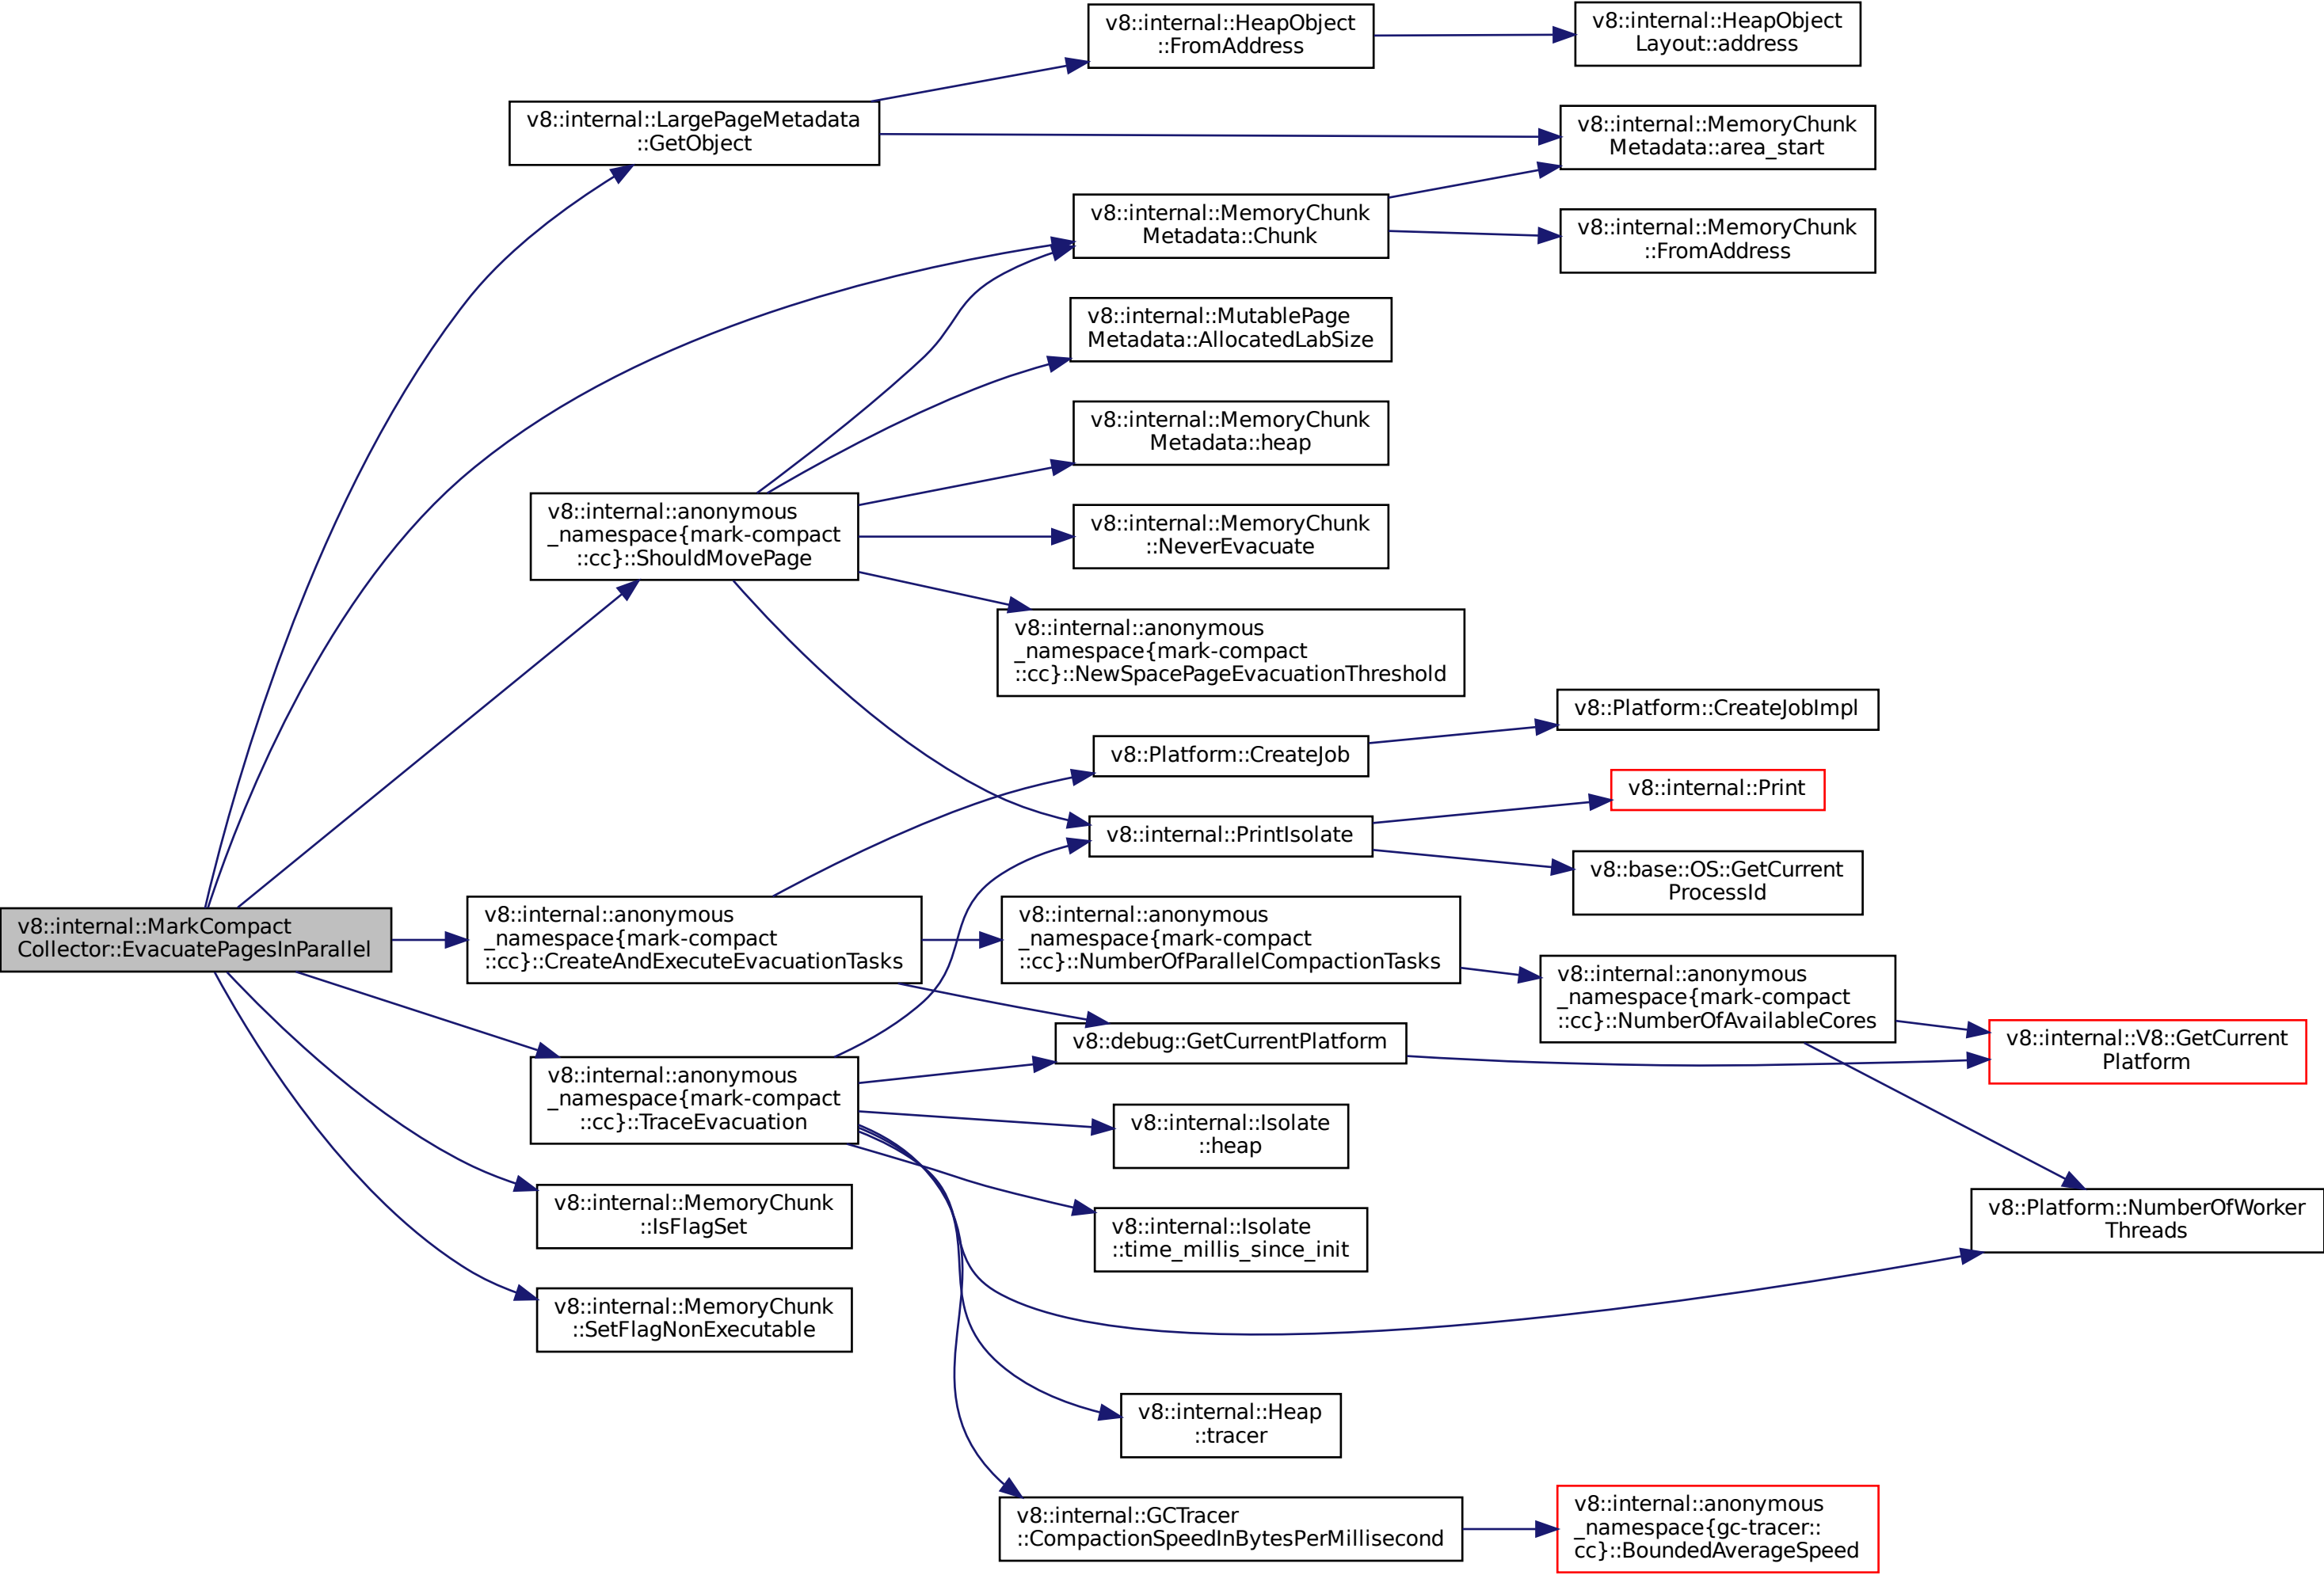 v8::internal::HeapObject
::FromAddress
v8::internal::HeapObject
Layout::address
v8::internal::LargePageMetadata
::GetObject
v8::internal::MemoryChunk
Metadata::area_start
v8::internal::MemoryChunk
Metadata::Chunk
v8::internal::MemoryChunk
::FromAddress
v8::internal::MutablePage
Metadata::AllocatedLabSize
v8::internal::MemoryChunk
Metadata::heap
v8::internal::anonymous
_namespace{mark-compact
::cc}::ShouldMovePage
v8::internal::MemoryChunk
::NeverEvacuate
v8::internal::anonymous
_namespace{mark-compact
::cc}::NewSpacePageEvacuationThreshold
v8::Platform::CreateJobImpl
v8::Platform::CreateJob
v8::internal::Print
v8::internal::PrintIsolate
v8::base::OS::GetCurrent
ProcessId
v8::internal::MarkCompact
Collector::EvacuatePagesInParallel
v8::internal::anonymous
_namespace{mark-compact
::cc}::CreateAndExecuteEvacuationTasks
v8::internal::anonymous
_namespace{mark-compact
::cc}::NumberOfParallelCompactionTasks
v8::internal::anonymous
_namespace{mark-compact
::cc}::NumberOfAvailableCores
v8::debug::GetCurrentPlatform
v8::internal::V8::GetCurrent
Platform
v8::internal::anonymous
_namespace{mark-compact
::cc}::TraceEvacuation
v8::internal::Isolate
::heap
v8::internal::MemoryChunk
::IsFlagSet
v8::internal::Isolate
::time_millis_since_init
v8::Platform::NumberOfWorker
Threads
v8::internal::MemoryChunk
::SetFlagNonExecutable
v8::internal::Heap
::tracer
v8::internal::GCTracer
::CompactionSpeedInBytesPerMillisecond
v8::internal::anonymous
_namespace{gc-tracer::
cc}::BoundedAverageSpeed